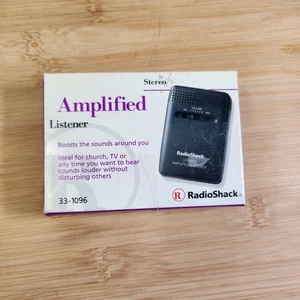 Stereo
Amplified
Listener
Boosts the sounds around you
Ideal for church, TV or
any time you want to hear
sounds louder without
disturbing others
33-1096
RadioShack
R RadioShack®